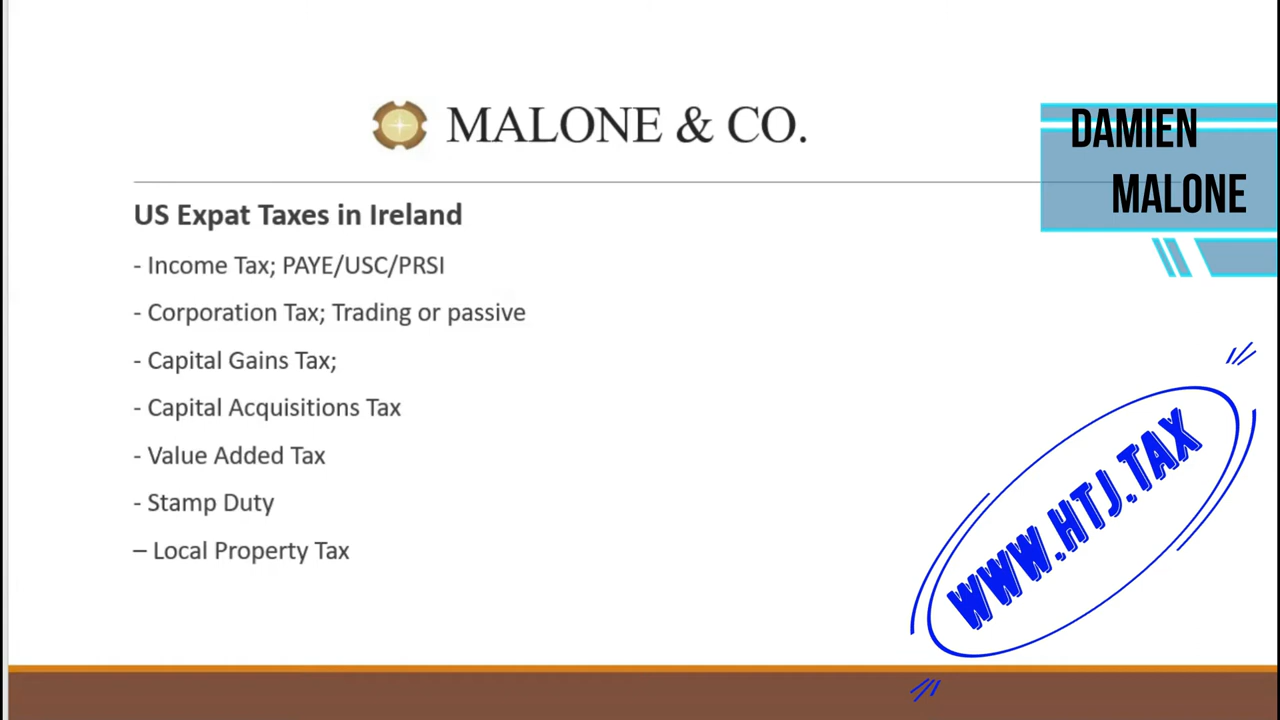 MALONE & CO.
DAMIEN
MALONE
US Expat Taxes in Ireland
- Income Tax; PAYE/USC/PRSI
- Corporation Tax; Trading or passive
- Capital Gains Tax;
- Capital Acquisitions Tax
- Value Added Tax
- Stamp Duty
– Local Property Tax
WWW.HTJ.TAX